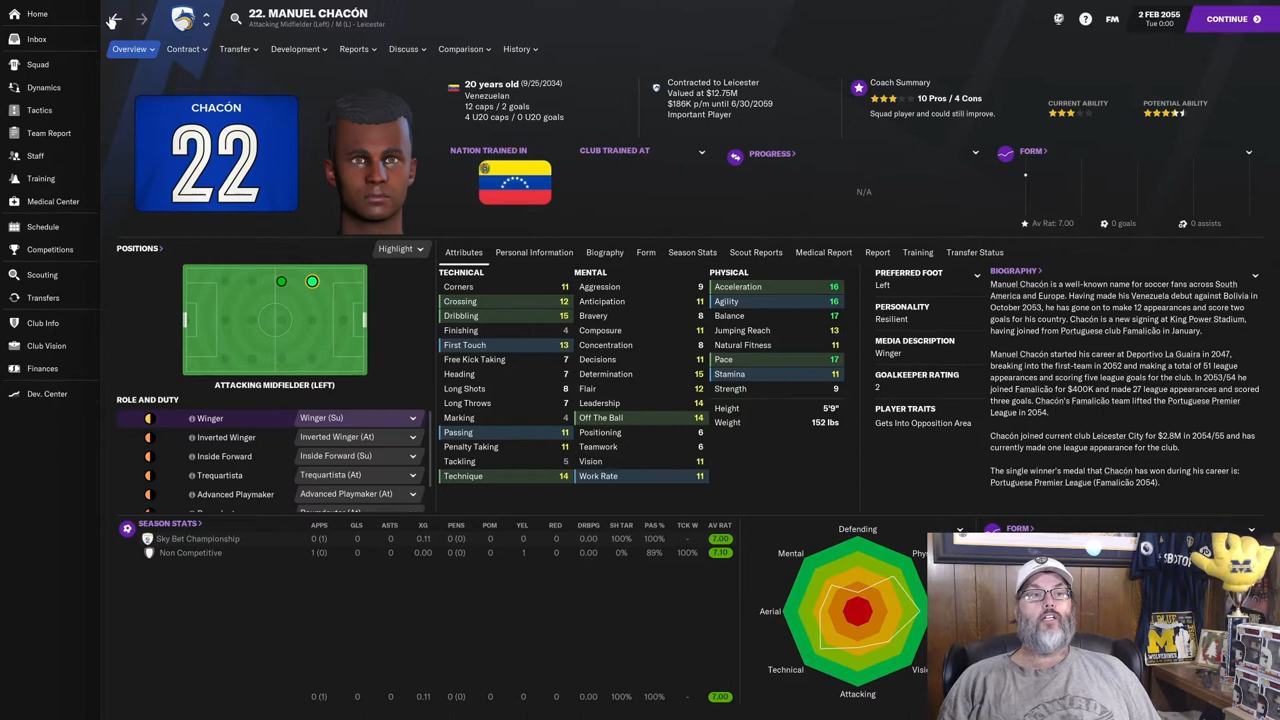 Home
Inbox
Squad
Dynamics
Tactics
Team Report
Staff
Training
Medical Center
Schedule
Competitions
Scouting
Transfers
Club Info
Club Vision
Finances
Dev. Center
22. MANUEL CHACÓN
Attacking Midfielder (Left) / M (L) - Leicester
FM
2 FEB 2055
Tue 0:00
CONTINUE
Overview
Contract
Transfer
Development
Reports
Discuss
Comparison
History
CHACÓN
22
20 years old (9/25/2034)
Venezuelan
12 caps / 2 goals
4 U20 caps / 0 U20 goals
Contracted to Leicester
Valued at $12.75M
$186K p/m until 6/30/2059
Important Player
Coach Summary
10 Pros / 4 Cons
Squad player and could still improve.
CURRENT ABILITY
POTENTIAL ABILITY
NATION TRAINED IN
CLUB TRAINED AT
PROGRESS
N/A
FORM
Av Rat: 7.00
0 goals
0 assists
POSITIONS
Highlight
ATTACKING MIDFIELDER (LEFT)
ROLE AND DUTY
Winger Winger (Su)
Inverted Winger Inverted Winger (At)
Inside Forward Inside Forward (Su)
Trequartista Trequartista (At)
Advanced Playmaker Advanced Playmaker (At)
Attributes
Personal Information
Biography
Form
Season Stats
Scout Reports
Medical Report
Report
Training
Transfer Status
TECHNICAL
Corners 11
Crossing 12
Dribbling 15
Finishing 4
First Touch 13
Free Kick Taking 7
Heading 7
Long Shots 8
Long Throws 7
Marking 4
Passing 11
Penalty Taking 11
Tackling 5
Technique 14
MENTAL
Aggression 9
Anticipation 11
Bravery 8
Composure 11
Concentration 8
Decisions 11
Determination 15
Flair 12
Leadership 14
Off The Ball 14
Positioning 6
Teamwork 6
Vision 11
Work Rate 11
PHYSICAL
Acceleration 16
Agility 16
Balance 17
Jumping Reach 13
Natural Fitness 11
Pace 17
Stamina 11
Strength 9
Height 5'9"
Weight 152 lbs
PREFERRED FOOT
Left
PERSONALITY
Resilient
MEDIA DESCRIPTION
Winger
GOALKEEPER RATING
2
PLAYER TRAITS
Gets Into Opposition Area
BIOGRAPHY
Manuel Chacón is a well-known name for soccer fans across South
America and Europe. Having made his Venezuela debut against Bolivia in
October 2053, he has gone on to make 12 appearances and score two
goals for his country. Chacón is a new signing at King Power Stadium,
having joined from Portuguese club Famalicão in January.
Manuel Chacón started his career at Deportivo La Guaira in 2047,
breaking into the first-team in 2052 and making a total of 51 league
appearances and scoring five league goals for the club. In 2053/54 he
joined Famalicão for $400K and made 27 league appearances and scored
three goals. Chacón's Famalicão team lifted the Portuguese Premier
League in 2054.
Chacón joined current club Leicester City for $2.8M in 2054/55 and has
currently made one league appearance for the club.
The single winner's medal that Chacón has won during his career is:
Portuguese Premier League (Famalicão 2054).
SEASON STATS
APPS GLS ASTS XG PENS POM YEL RED DRBPG SH TAR PAS % TCK W AV RAT
Sky Bet Championship 0 (1) 0 0 0.11 0 (0) 0 0 0 0.00 100% 100% - 7.00
Non Competitive 1 (0) 0 0 0.00 0 (0) 0 1 0 0.00 0% 89% 100% 7.10
0 (1) 0 0 0.11 0 (0) 0 0 0 0.00 100% 100% - 7.00
Defending
Mental
Aerial
Technical
Attacking
FORM